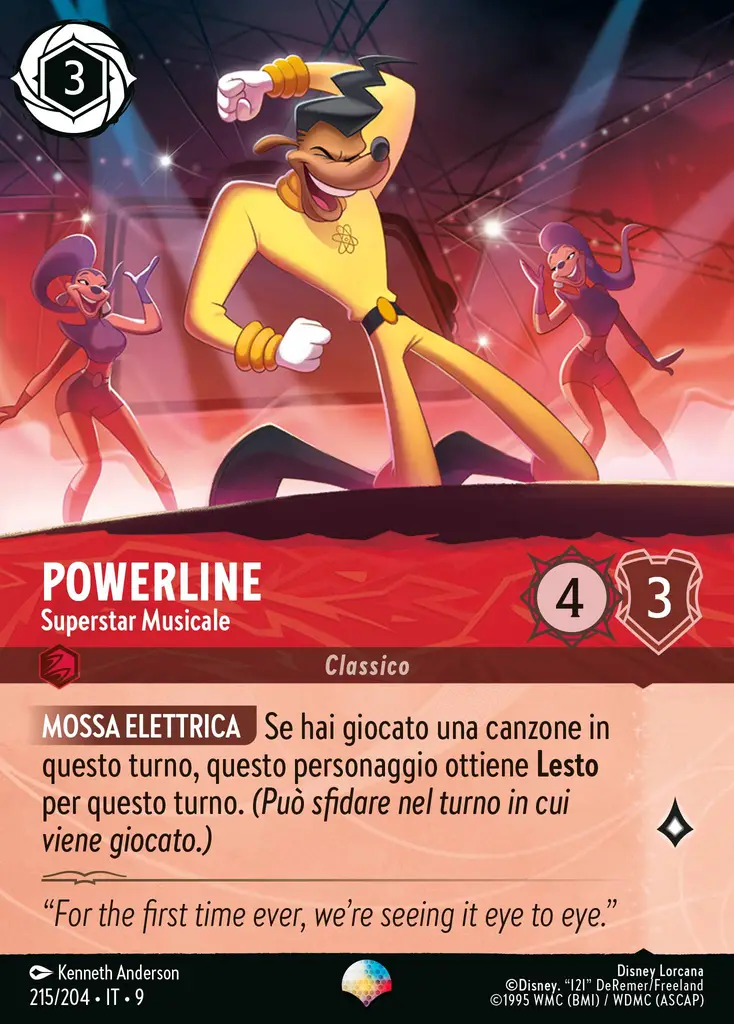 3
POWERLINE
Superstar Musicale
4
3
Classico
MOSSA ELETTRICA Se hai giocato una canzone in
questo turno, questo personaggio ottiene Lesto
per questo turno. (Può sfidare nel turno in cui
viene giocato.)
“For the first time ever, we’re seeing it eye to eye.”
Kenneth Anderson
215/204 • IT • 9
Disney Lorcana
©Disney. “I2I” DeRemer/Freeland
©1995 WMC (BMI) / WDMC (ASCAP)